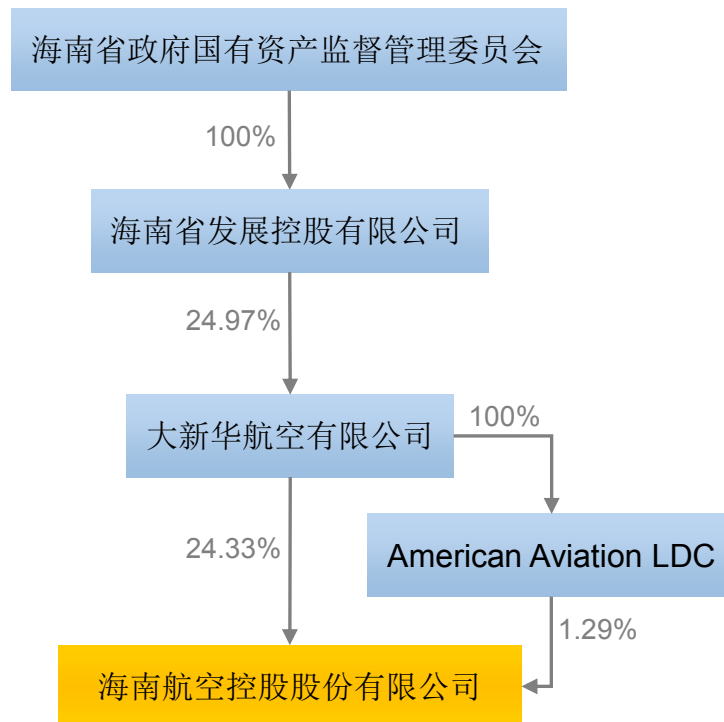 海南省政府国有资产监督管理委员会
100%
海南省发展控股有限公司
24.97%
大新华航空有限公司
100%
24.33%
American Aviation LDC
1.29%
海南航空控股股份有限公司